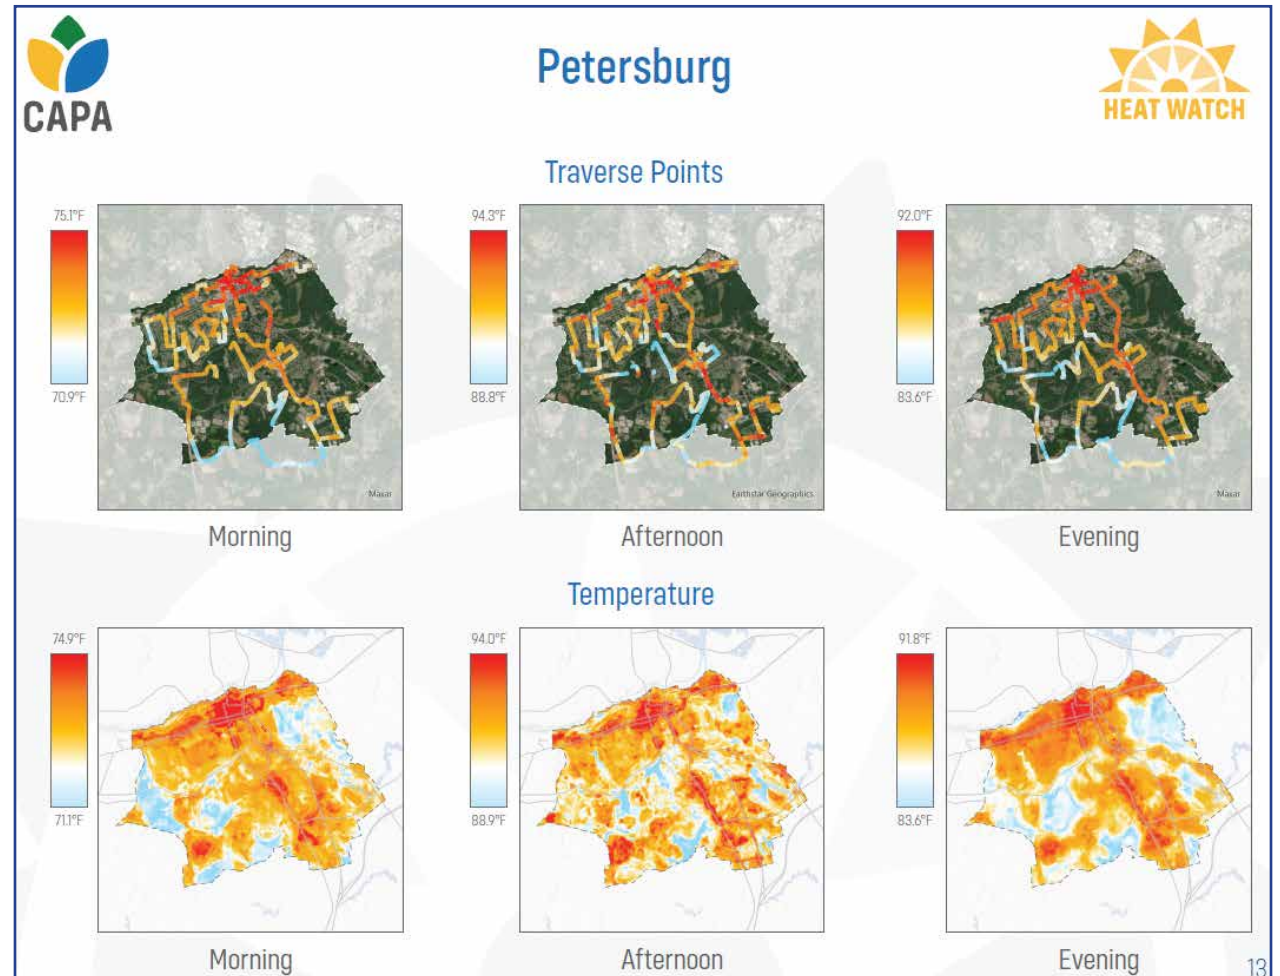 Petersburg
CAPA
HEAT WATCH
Traverse Points
75.1°F
70.9°F
Maxar
Morning
94.3°F
88.8°F
Earthstar Geographics
Afternoon
92.0°F
83.6°F
Maxar
Evening
Temperature
74.9°F
71.1°F
Morning
94.0°F
88.9°F
Afternoon
91.8°F
83.6°F
Evening
13